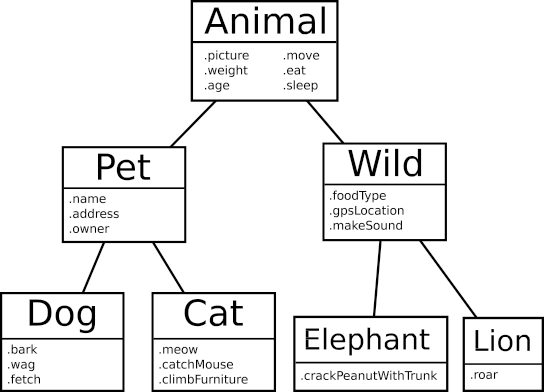 Animal
.picture .move
.weight .eat
.age .sleep
Pet
.name
.address
.owner
Wild
.foodType
.gpsLocation
.makeSound
Dog
.bark
.wag
.fetch
Cat
.meow
.catchMouse
.climbFurniture
Elephant
.crackPeanutWithTrunk
Lion
.roar